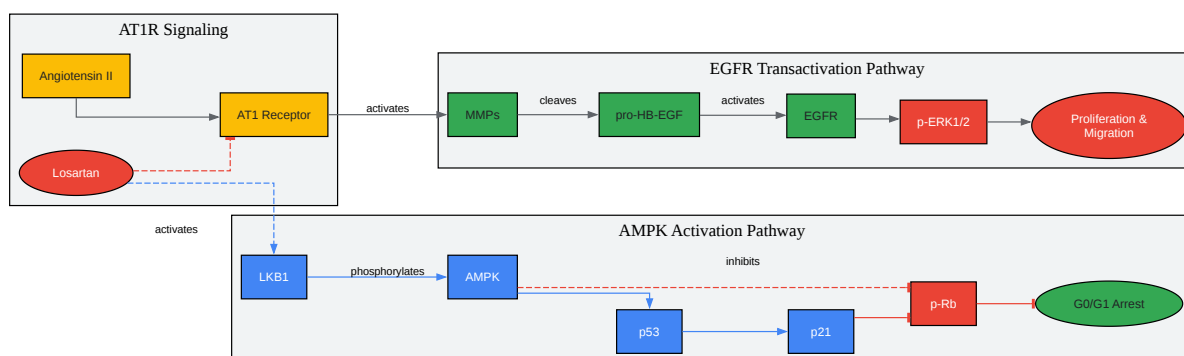 AT1R Signaling
Angiotensin II
AT1 Receptor
Losartan
activates
EGFR Transactivation Pathway
MMPs
cleaves
pro-HB-EGF
activates
EGFR
p-ERK1/2
Proliferation &
Migration
activates
AMPK Activation Pathway
LKB1
phosphorylates
AMPK
inhibits
p53
p21
p-Rb
G0/G1 Arrest